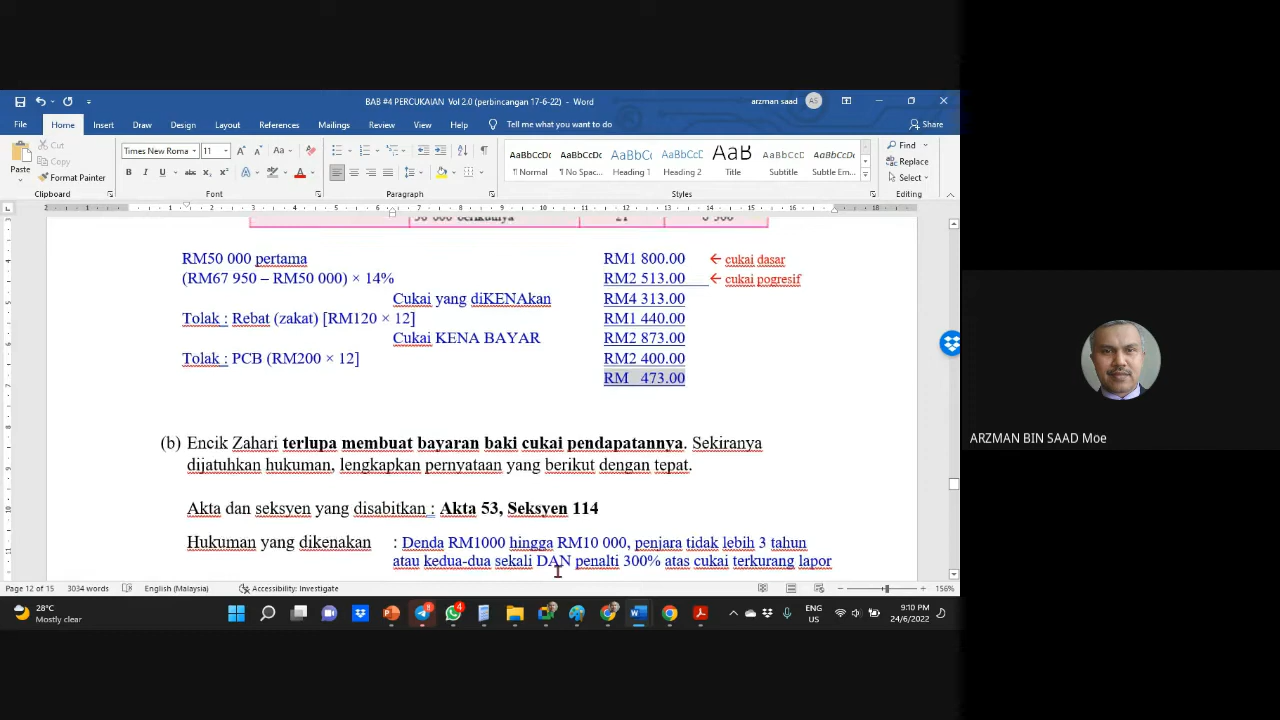 BAB #4 PERCUKAIAN Vol 2.0 (perbincangan 17-6-22) - Word
arzman saad AS
File Home Insert Draw Design Layout References Mailings Review View Help Tell me what you want to do Share
Paste Cut Copy Format Painter
Times New Roma 11
AaBbCcDc AaBbCcDc AaBbCc AaBbCcD AaB AaBbCcD AaBbCcDc
¶ Normal ¶ No Spac... Heading 1 Heading 2 Title Subtitle Subtle Em...
Find Replace Select
Clipboard Font Paragraph Styles Editing
50 000 berikutnya 21
RM50 000 pertama RM1 800.00 ← cukai dasar
(RM67 950 – RM50 000) × 14% RM2 513.00 ← cukai pogresif
Cukai yang diKENAkan RM4 313.00
Tolak : Rebat (zakat) [RM120 × 12] RM1 440.00
Cukai KENA BAYAR RM2 873.00
Tolak : PCB (RM200 × 12] RM2 400.00
RM 473.00
(b) Encik Zahari terlupa membuat bayaran baki cukai pendapatannya. Sekiranya
dijatuhkan hukuman, lengkapkan pernyataan yang berikut dengan tepat.
Akta dan seksyen yang disabitkan : Akta 53, Seksyen 114
Hukuman yang dikenakan : Denda RM1000 hingga RM10 000, penjara tidak lebih 3 tahun
atau kedua-dua sekali DAN penalti 300% atas cukai terkurang lapor
ARZMAN BIN SAAD Moe
Page 12 of 15 3034 words English (Malaysia) Accessibility: Investigate 156%
28°C
Mostly clear
ENG
US
9:10 PM
24/6/2022